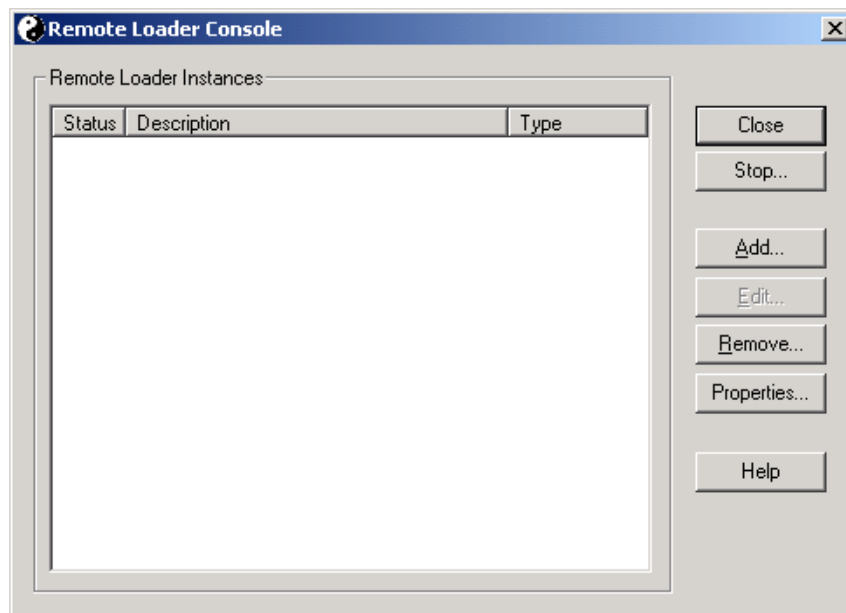 Remote Loader Console
Remote Loader Instances
Status Description Type
Close
Stop...
Add...
Edit...
Remove...
Properties...
Help